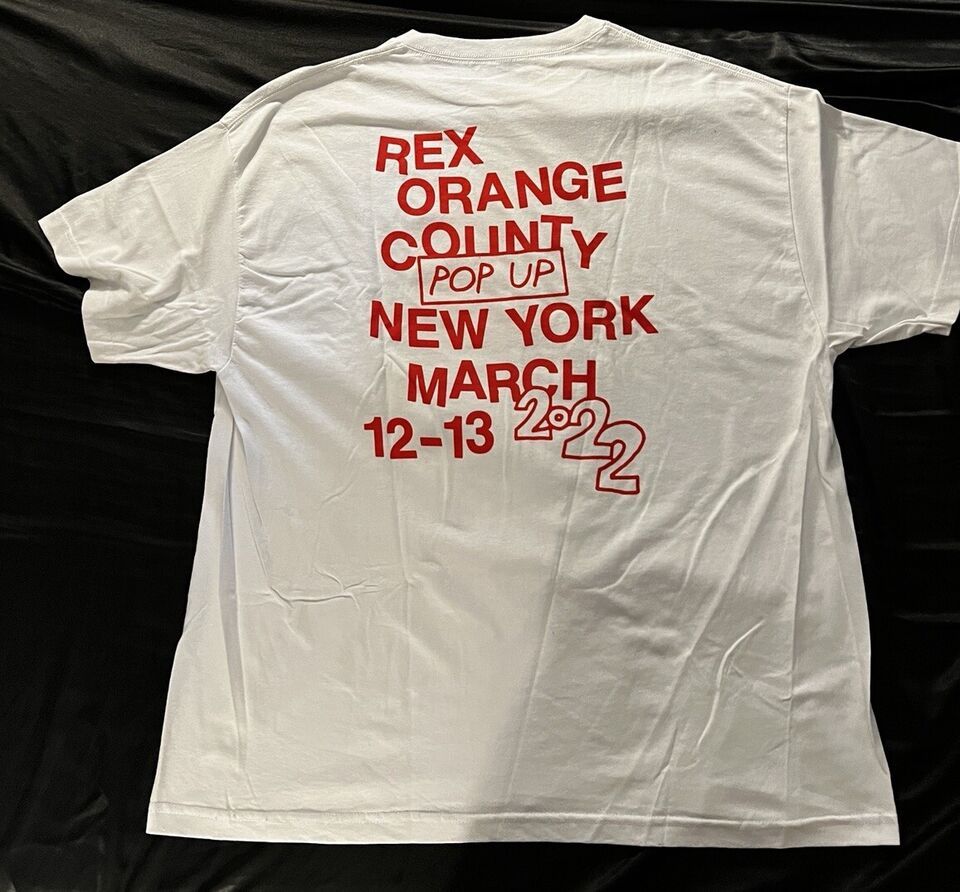 REX
ORANGE
COUNTY
POP UP
NEW YORK
MARCH
12-13 2022